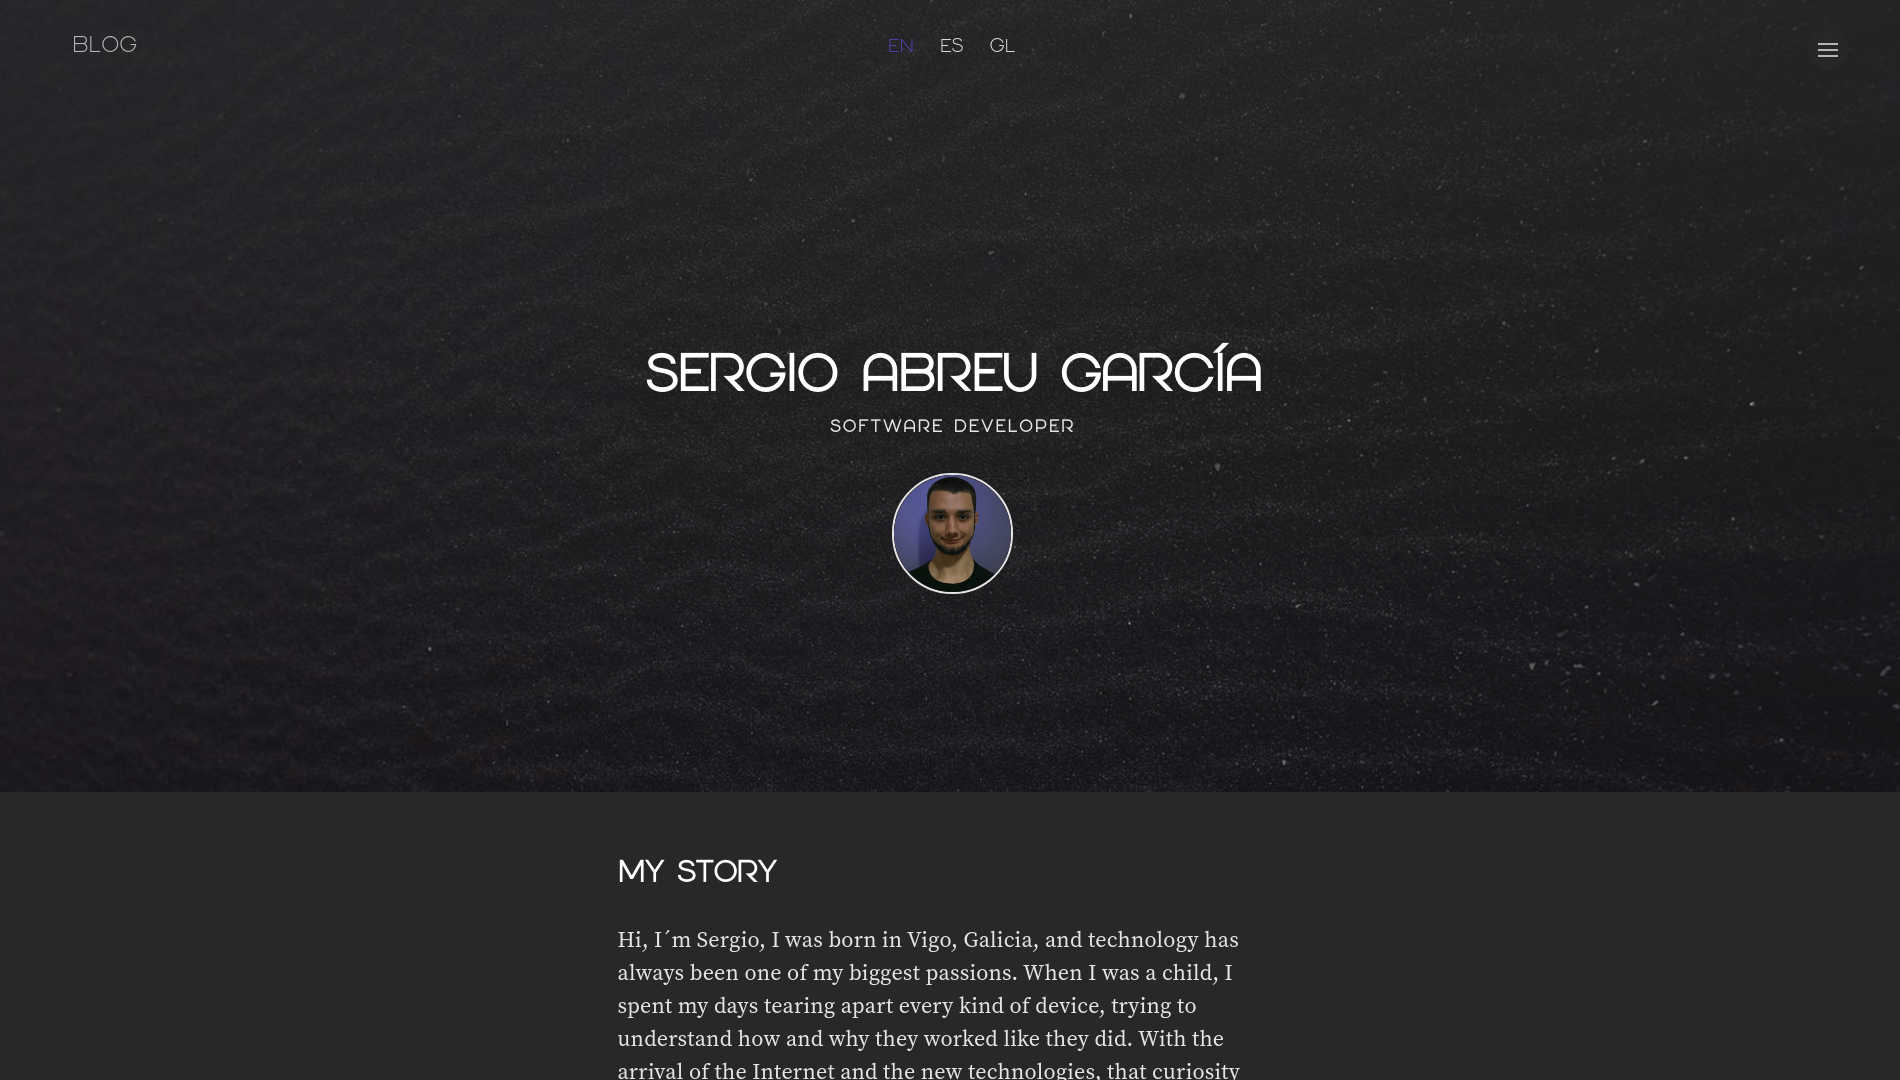 BLOG
EN ES GL
SERGIO ABREU GARCÍA
SOFTWARE DEVELOPER
MY STORY
Hi, I´m Sergio, I was born in Vigo, Galicia, and technology has
always been one of my biggest passions. When I was a child, I
spent my days tearing apart every kind of device, trying to
understand how and why they worked like they did. With the
arrival of the Internet and the new technologies, that curiosity